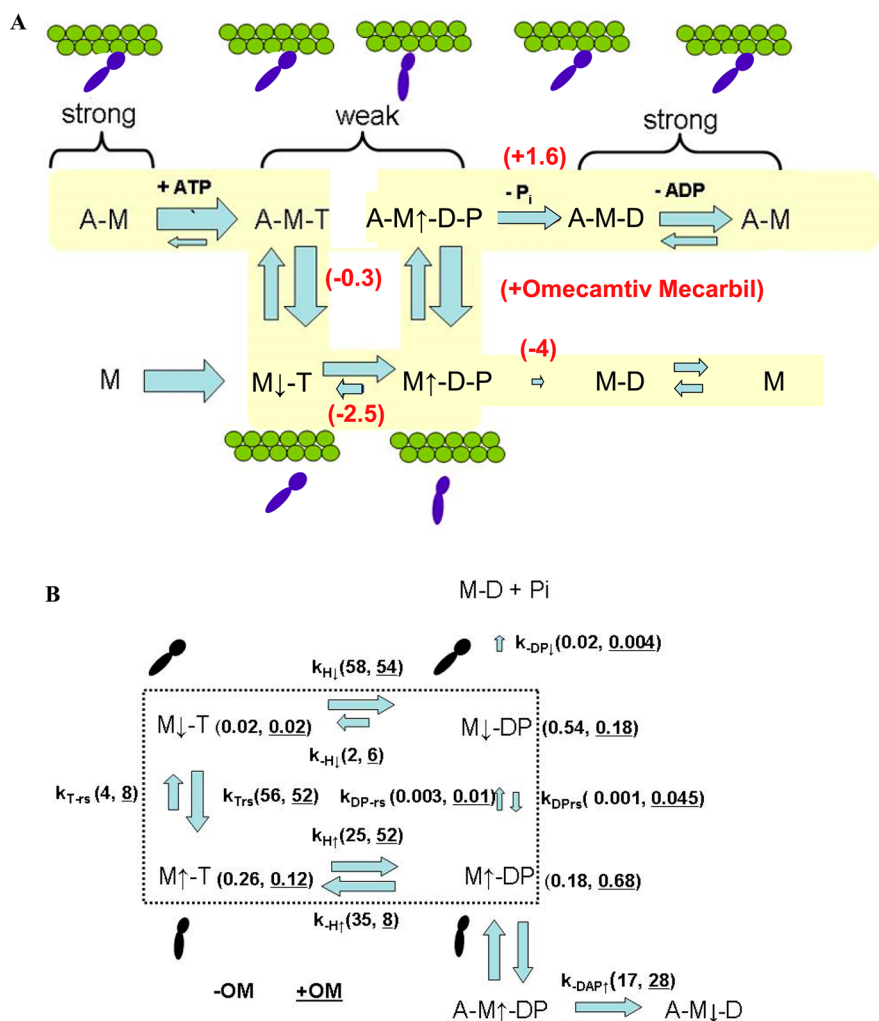 A
strong weak strong
(+1.6)
+ ATP - Pi - ADP
A-M A-M-T A-M↑-D-P A-M-D A-M
(-0.3) (+Omecamtiv Mecarbil)
(-4)
M M↓-T M↑-D-P M-D M
(-2.5)
B
M-D + Pi
k-DP↓(0.02, 0.004)
kH↓(58, 54)
M↓-T (0.02, 0.02) M↓-DP (0.54, 0.18)
k-H↓(2, 6)
kT-rs(4, 8) kTrs(56, 52) kDP-rs (0.003, 0.01) kDPrs( 0.001, 0.045)
kH↑(25, 52)
M↑-T (0.26, 0.12) M↑-DP (0.18, 0.68)
k-H↑(35, 8)
k-DAP↑(17, 28)
-OM +OM
A-M↑-DP A-M↓-D